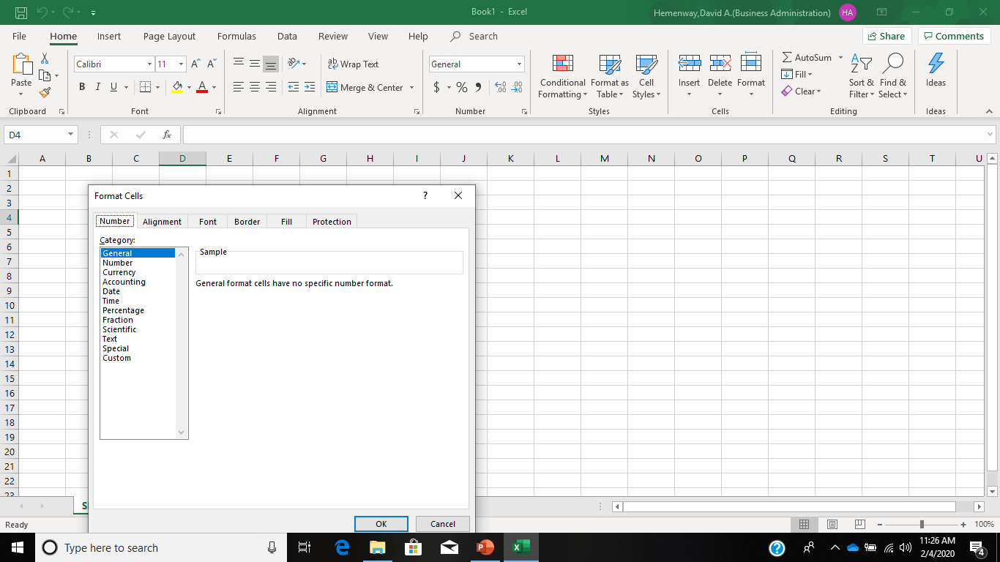 Book1 - Excel
Hemenway,David A.(Business Administration)
HA
File Home Insert Page Layout Formulas Data Review View Help Search
Share Comments
Paste
Clipboard
Calibri 11
B I U A
Font
Wrap Text
Merge & Center
Alignment
General
$ % 9
Number
Conditional Formatting
Format as Table
Cell Styles
Styles
Insert Delete Format
Cells
AutoSum
Fill
Clear
Sort & Filter
Find & Select
Editing
Ideas
Ideas
D4 fx
A B C D E F G H I J K L M N O P Q R S T U
1
2
3
4
5
6
7
8
9
10
11
12
13
14
15
16
17
18
19
20
21
22
23
Format Cells ?
Number Alignment Font Border Fill Protection
Category:
General
Number
Currency
Accounting
Date
Time
Percentage
Fraction
Scientific
Text
Special
Custom
Sample
General format cells have no specific number format.
OK Cancel
S
Ready
100%
Type here to search
11:26 AM
2/4/2020
4